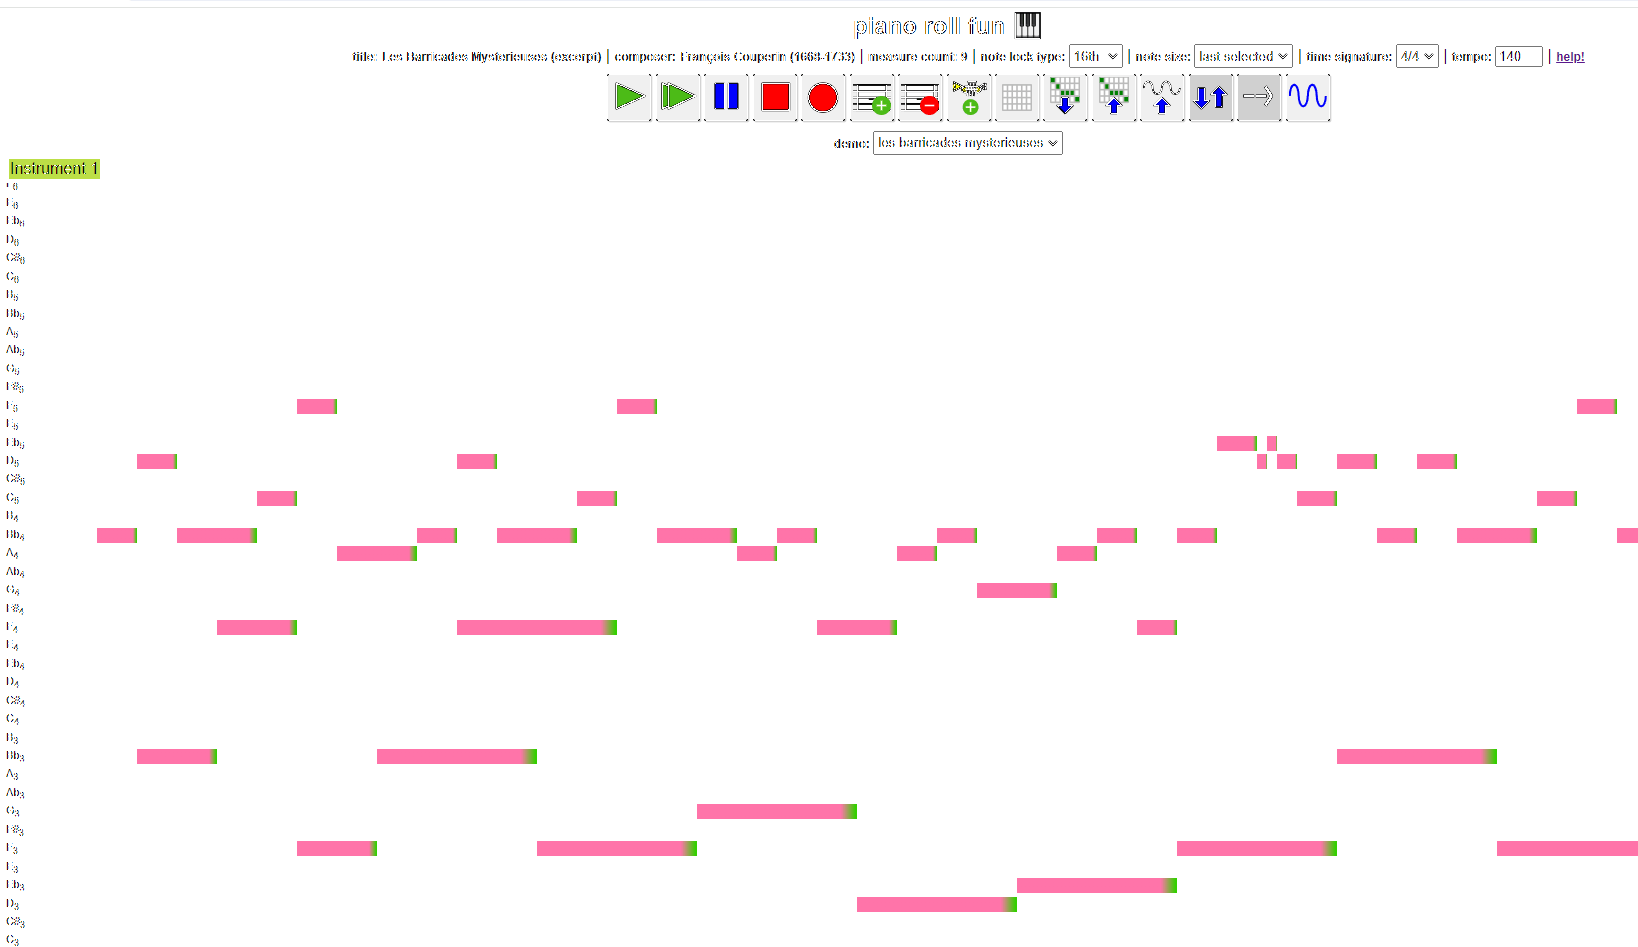 piano roll fun
title: Les Barricades Mysterieuses (excerpt) | composer: François Couperin (1668-1733) | measure count: 9 | note lock type: 16th | note size: last selected | time signature: 4/4 | tempo: 140 | help!
demo: les barricades mysterieuses
Instrument 1
F6
E6
Eb6
D6
C#6
C6
B5
Bb5
A5
Ab5
G5
F#5
F5
E5
Eb5
D5
C#5
C5
B4
Bb4
A4
Ab4
G4
F#4
F4
E4
Eb4
D4
C#4
C4
B3
Bb3
A3
Ab3
G3
F#3
F3
E3
Eb3
D3
C#3
C3